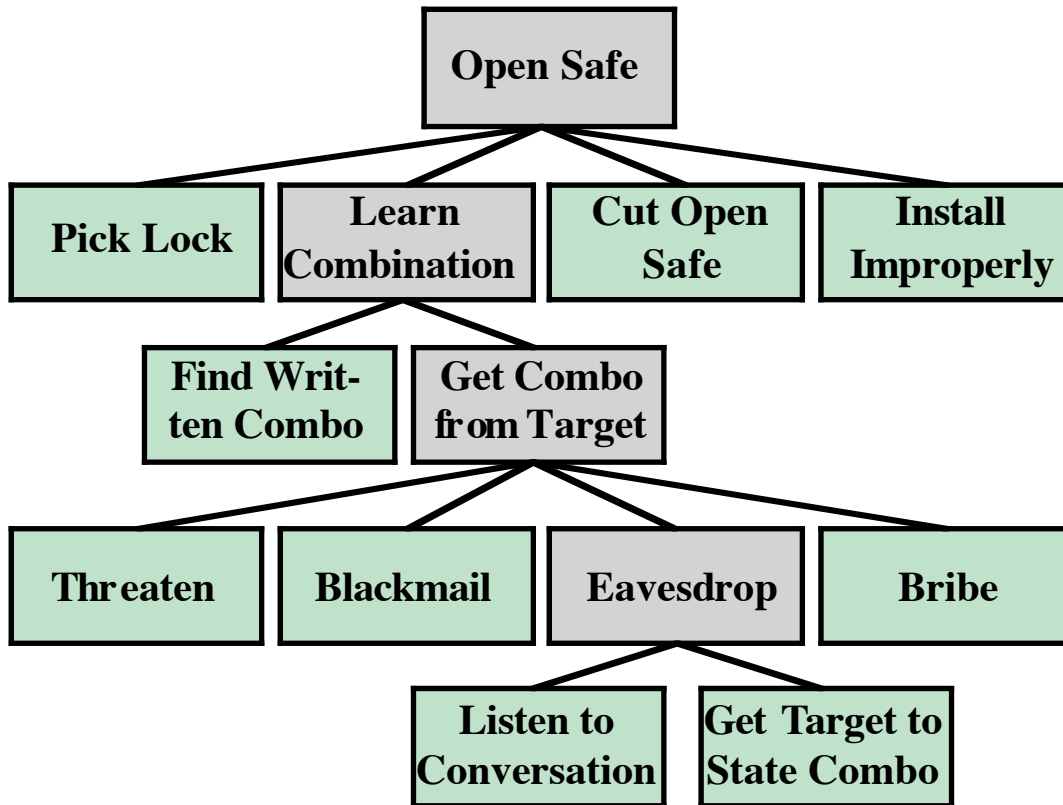 Open Safe
Pick Lock
Learn
Combination
Cut Open
Safe
Install
Improperly
Find Writ-
ten Combo
Get Combo
from Target
Threaten
Blackmail
Eavesdrop
Bribe
Listen to
Conversation
Get Target to
State Combo